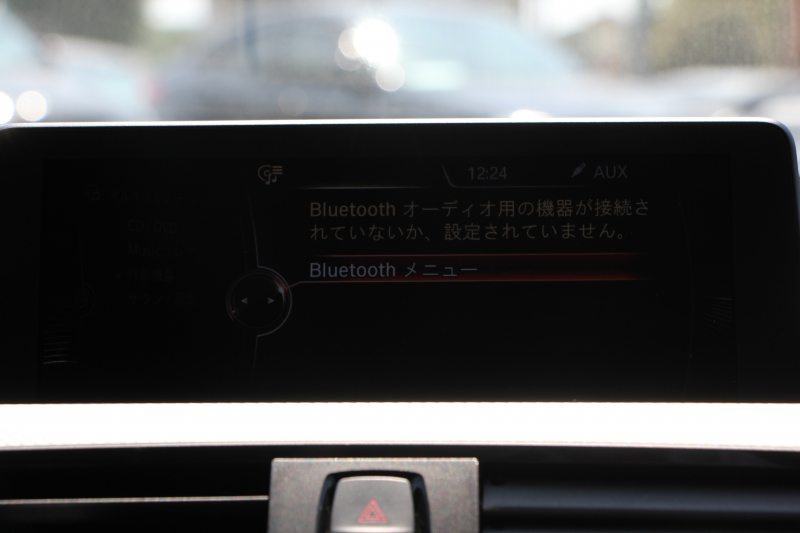 12:24 AUX
Bluetooth オーディオ用の機器が接続さ
れていないか、設定されていません。
Bluetooth メニュー